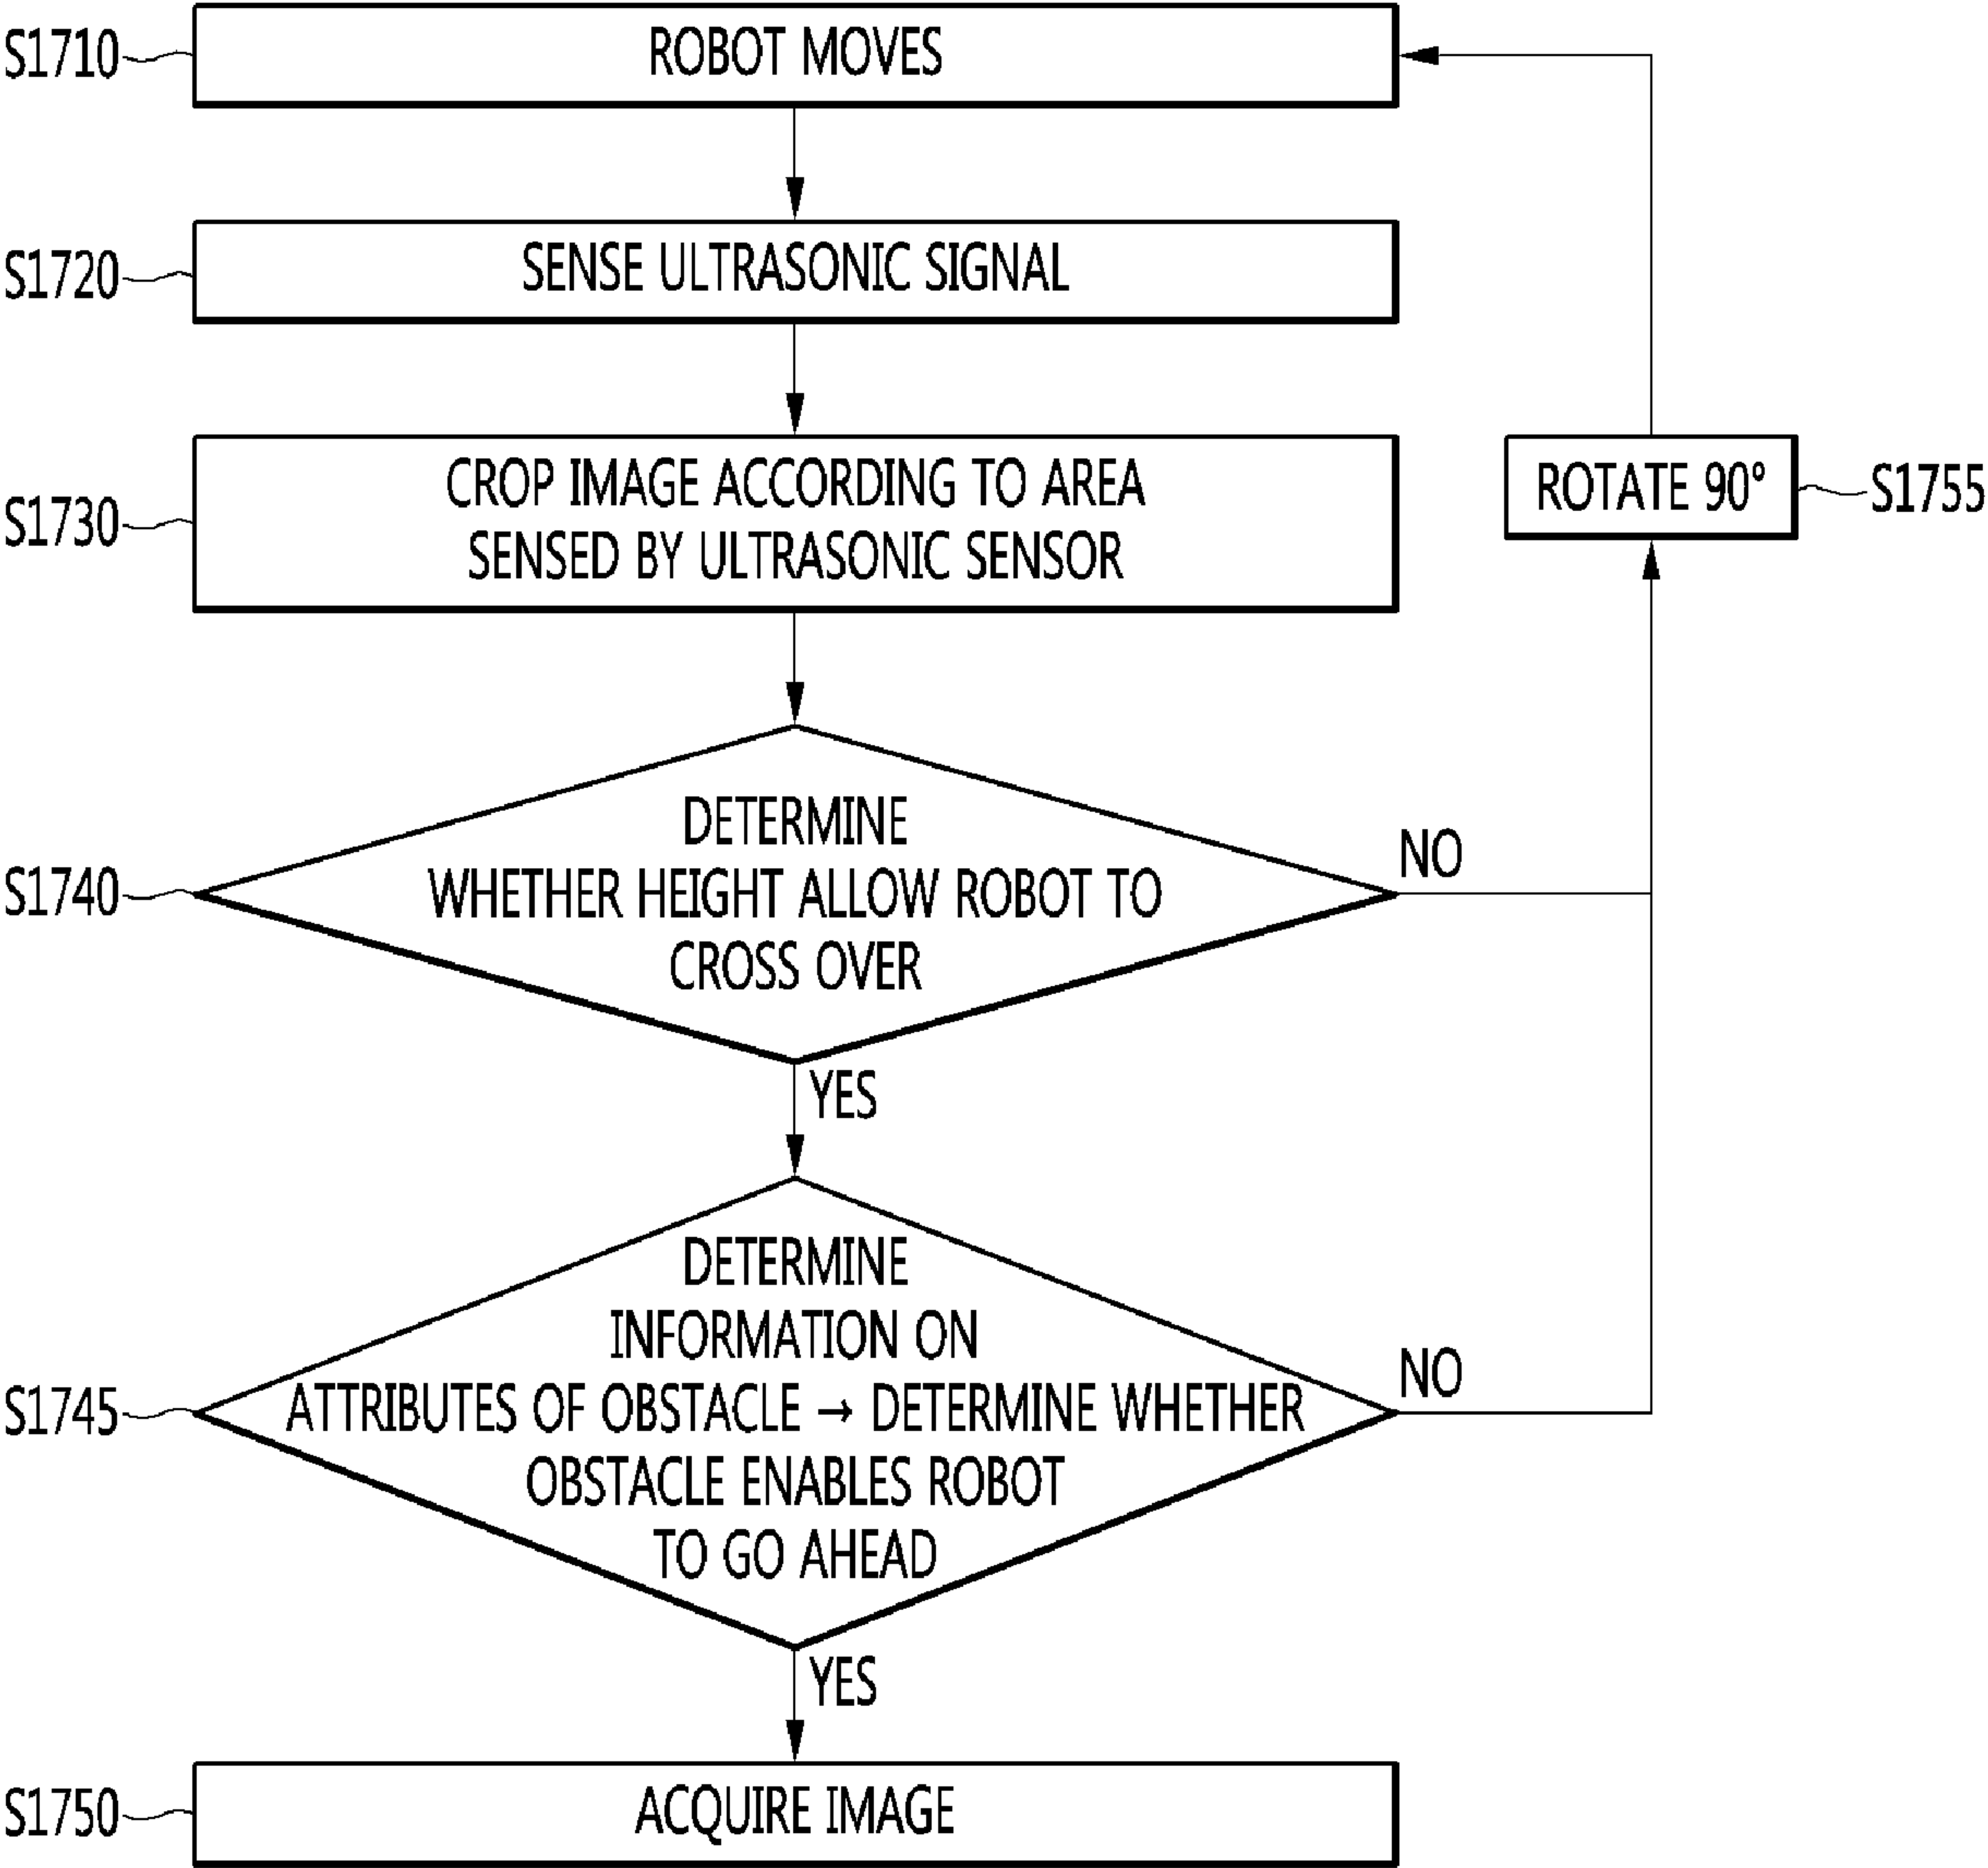 S1710
ROBOT MOVES
S1720
SENSE ULTRASONIC SIGNAL
S1730
CROP IMAGE ACCORDING TO AREA
SENSED BY ULTRASONIC SENSOR
ROTATE 90°
S1755
S1740
DETERMINE
WHETHER HEIGHT ALLOW ROBOT TO
CROSS OVER
NO
YES
S1745
DETERMINE
INFORMATION ON
ATTRIBUTES OF OBSTACLE → DETERMINE WHETHER
OBSTACLE ENABLES ROBOT
TO GO AHEAD
NO
YES
S1750
ACQUIRE IMAGE